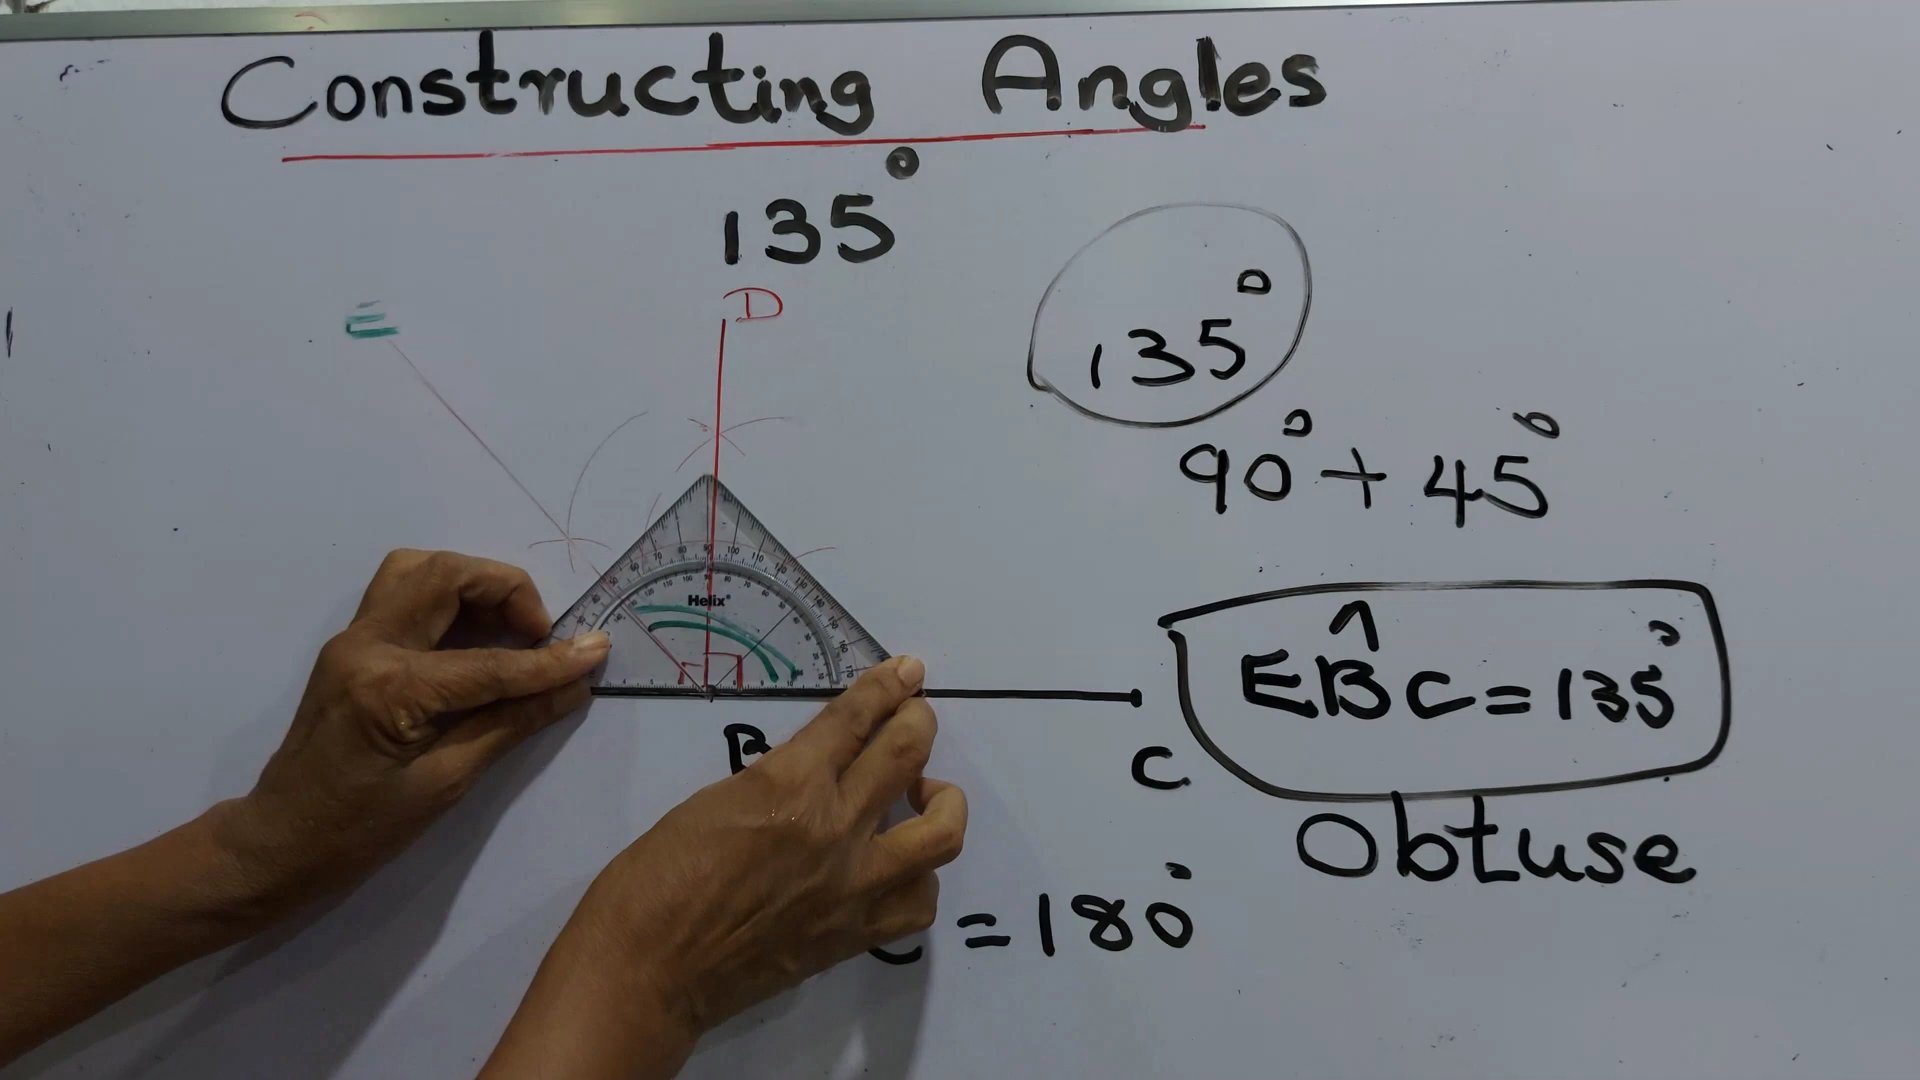 Constructing Angles
135°
E
D
135°
90° + 45°
Helix®
EB̂C = 135°
B
C
Obtuse
C = 180°